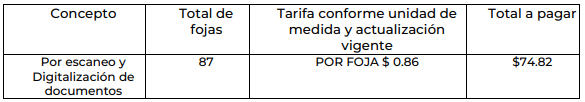 Concepto
Total de
fojas
Tarifa conforme unidad de
medida y actualización
vigente
Total a pagar
Por escaneo y
Digitalización de
documentos
87
POR FOJA $ 0.86
$74.82